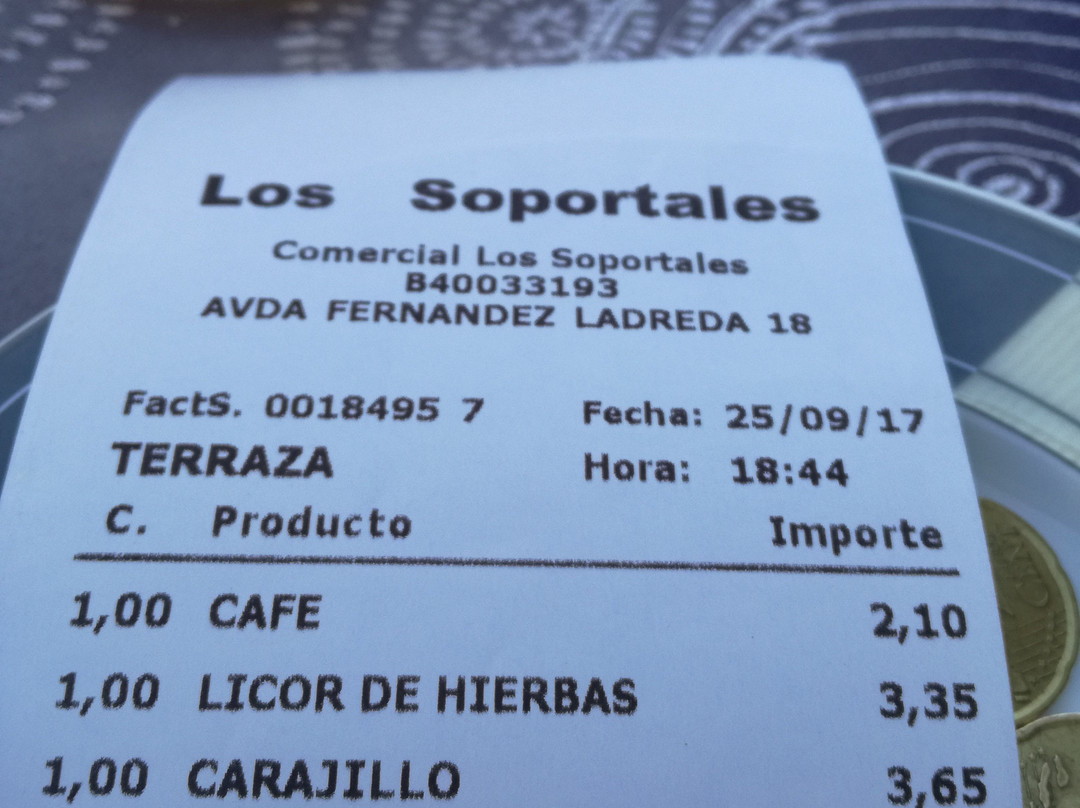 Los Soportales
Comercial Los Soportales
B40033193
AVDA FERNANDEZ LADREDA 18
FactS. 0018495 7 Fecha: 25/09/17
TERRAZA Hora: 18:44
C. Producto Importe
1,00 CAFE 2,10
1,00 LICOR DE HIERBAS 3,35
1,00 CARAJILLO 3,65